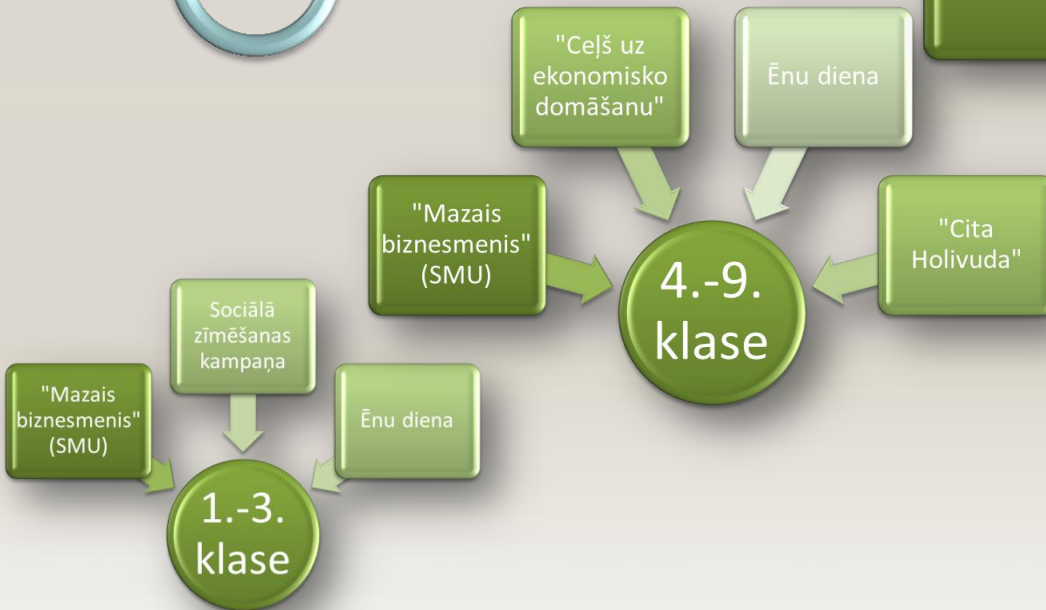 "Ceļš uz
ekonomisko
domāšanu"
Ēnu diena
"Mazais
biznesmenis"
(SMU)
"Cita
Holivuda"
4.-9.
klase
Sociālā
zīmēšanas
kampaņa
"Mazais
biznesmenis"
(SMU)
Ēnu diena
1.-3.
klase